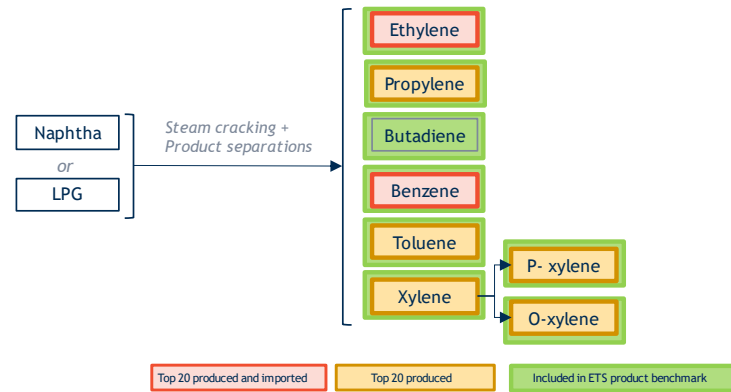 Naphtha
or
LPG
Steam cracking +
Product separations
Ethylene
Propylene
Butadiene
Benzene
Toluene
Xylene
P- xylene
O-xylene
Top 20 produced and imported
Top 20 produced
Included in ETS product benchmark